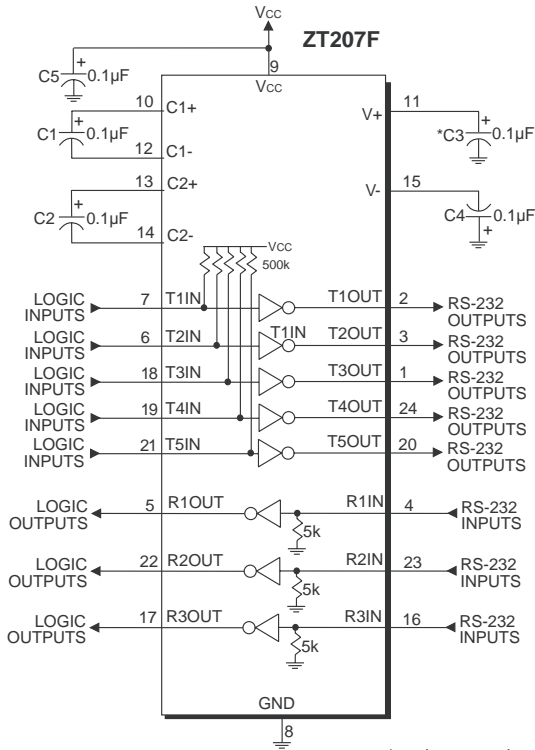 Vcc
ZT207F
9
Vcc
C5 + 0.1µF
10 C1+
C1 + 0.1µF
12 C1-
13 C2+
C2 + 0.1µF
14 C2-
V+ 11
+ *C3 0.1µF
V- 15
C4 0.1µF +
Vcc
500k
LOGIC INPUTS 7 T1IN T1OUT 2 RS-232 OUTPUTS
LOGIC INPUTS 6 T2IN T1IN T2OUT 3 RS-232 OUTPUTS
LOGIC INPUTS 18 T3IN T3OUT 1 RS-232 OUTPUTS
LOGIC INPUTS 19 T4IN T4OUT 24 RS-232 OUTPUTS
LOGIC INPUTS 21 T5IN T5OUT 20 RS-232 OUTPUTS
LOGIC OUTPUTS 5 R1OUT R1IN 4 RS-232 INPUTS
5k
LOGIC OUTPUTS 22 R2OUT R2IN 23 RS-232 INPUTS
5k
LOGIC OUTPUTS 17 R3OUT R3IN 16 RS-232 INPUTS
5k
GND
8